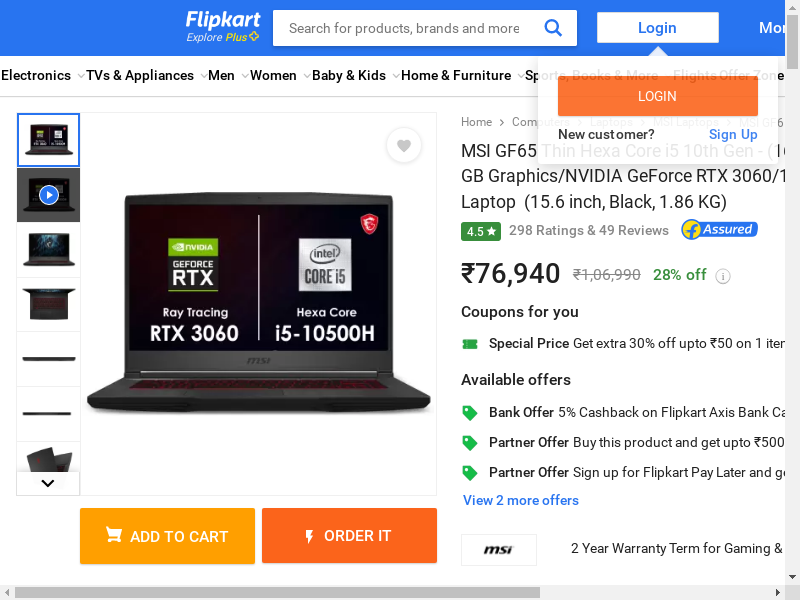 Flipkart
Explore Plus
Search for products, brands and more
Login
Electronics TVs & Appliances Men Women Baby & Kids Home & Furniture Sports, Books & More Flights Offer Zone
LOGIN
New customer? Sign Up
Home
MSI GF65 Thin Hexa Core i5 10th Gen - (16
GB Graphics/NVIDIA GeForce RTX 3060/1
Laptop (15.6 inch, Black, 1.86 KG)
4.5 298 Ratings & 49 Reviews Assured
₹76,940 ₹1,06,990 28% off i
Coupons for you
Special Price Get extra 30% off upto ₹50 on 1 item
Available offers
Bank Offer 5% Cashback on Flipkart Axis Bank Ca
Partner Offer Buy this product and get upto ₹500
Partner Offer Sign up for Flipkart Pay Later and ge
View 2 more offers
msi 2 Year Warranty Term for Gaming &
NVIDIA
GEFORCE
RTX
Ray Tracing
RTX 3060
intel
CORE i5
Hexa Core
i5-10500H
msi
ADD TO CART
ORDER IT